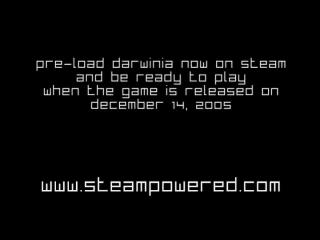 pre-load darwinia now on steam
and be ready to play
when the game is released on
december 14, 2005
www.steampowered.com